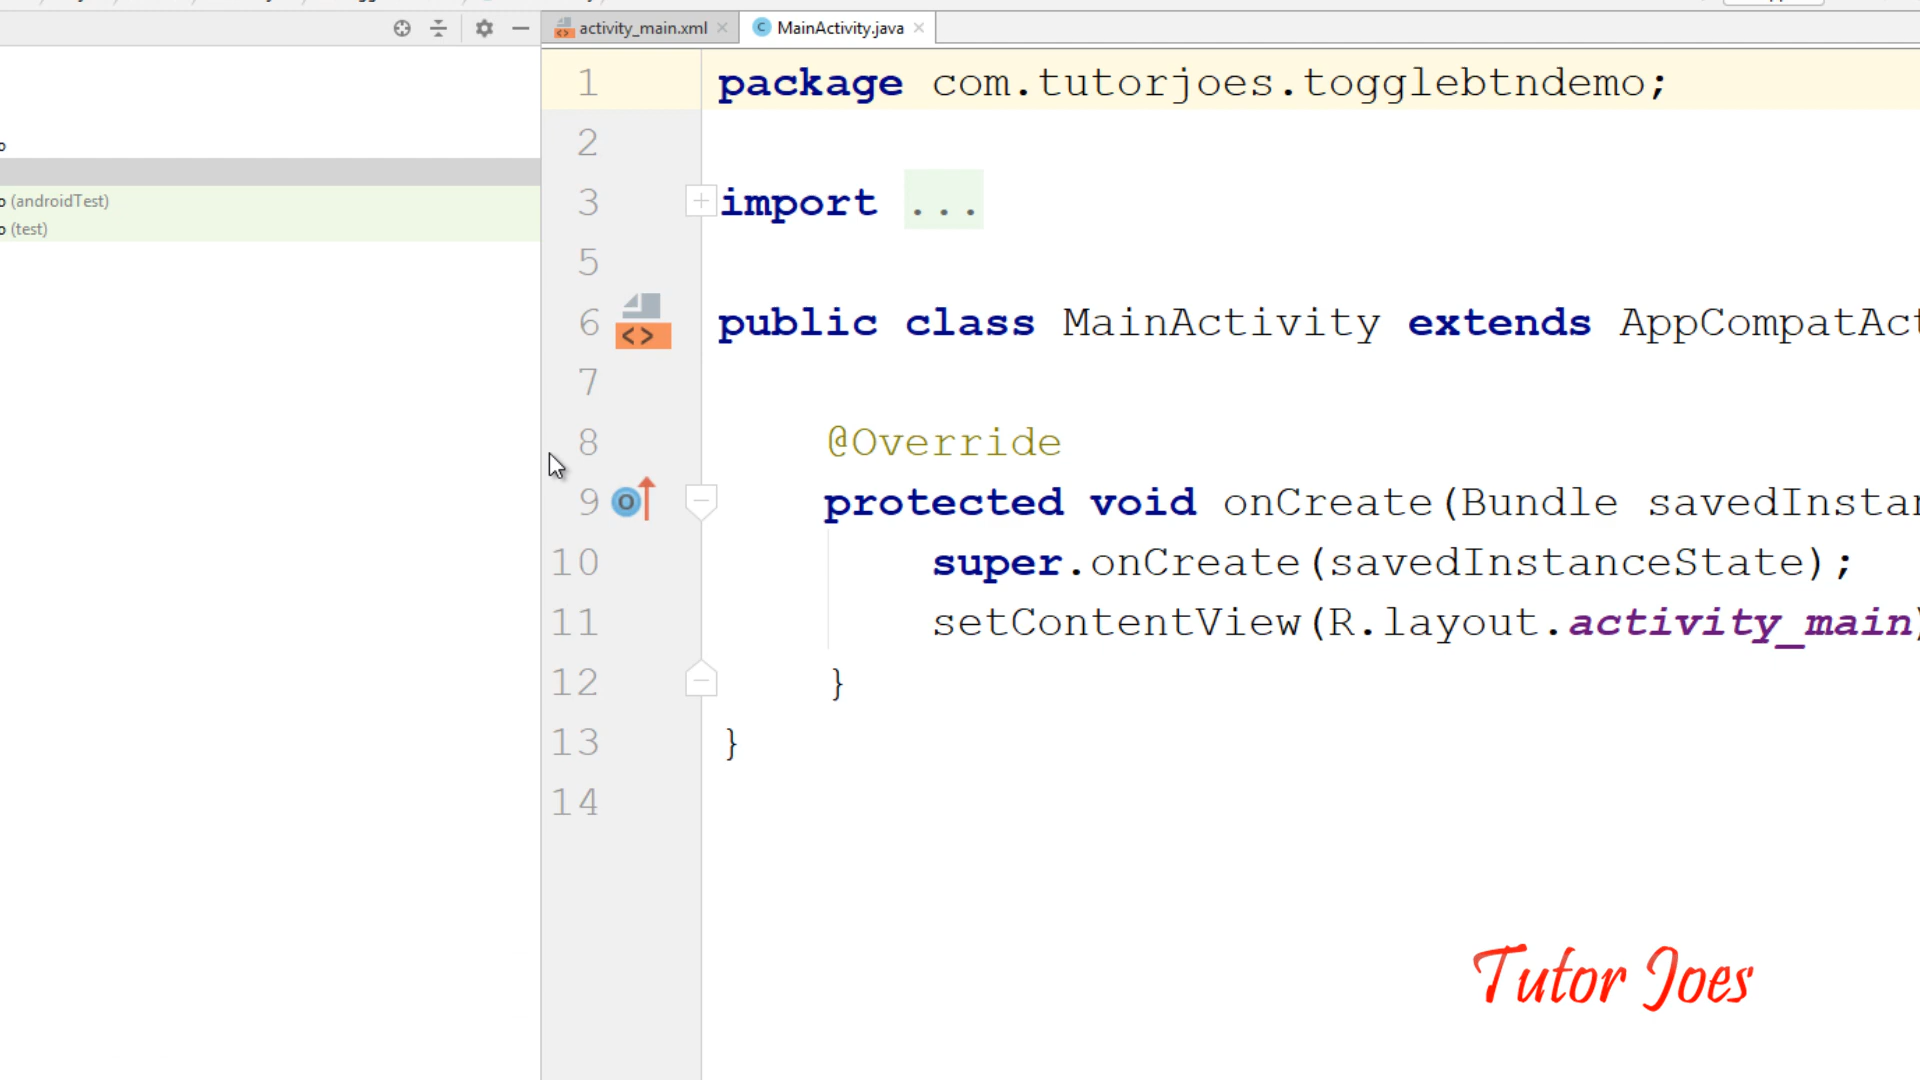 activity_main.xml
MainActivity.java
1 package com.tutorjoes.togglebtndemo;
2
o
3 import ...
o (androidTest)
o (test)
5
6 public class MainActivity extends AppCompatAct
7
8 @Override
9 protected void onCreate(Bundle savedInstan
10 super.onCreate(savedInstanceState);
11 setContentView(R.layout.activity_main)
12 }
13 }
14
Tutor Joes